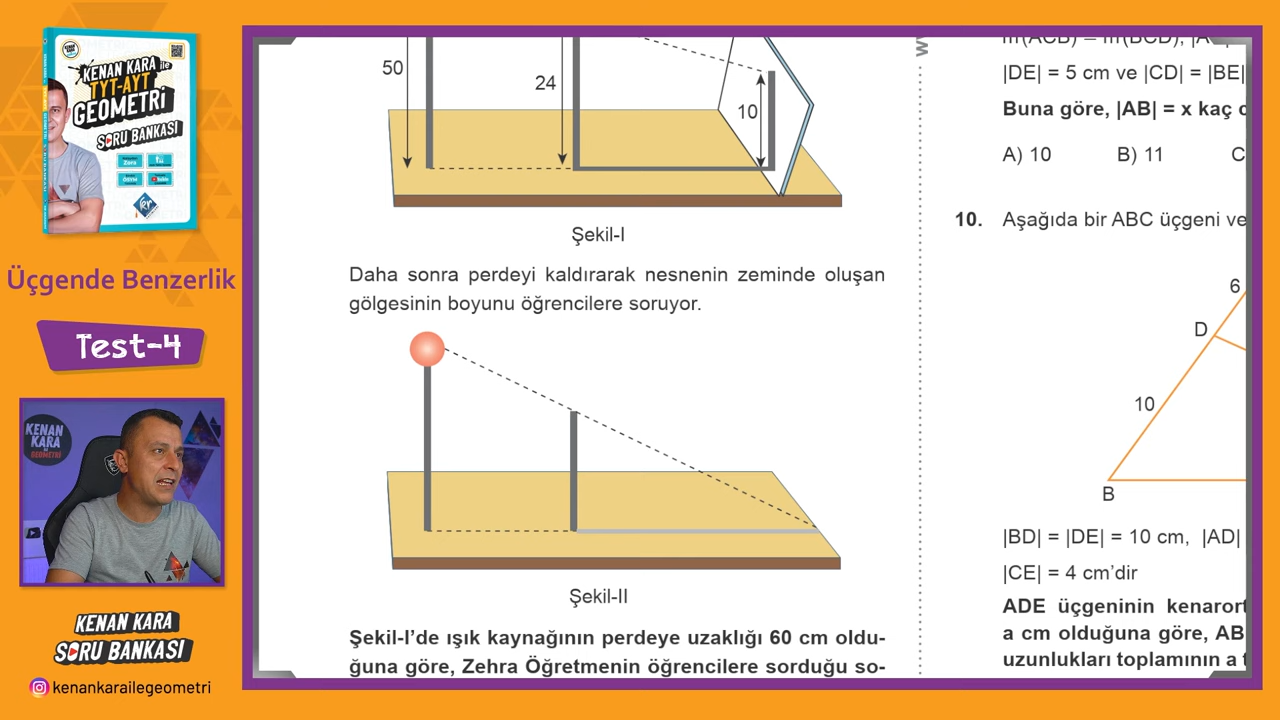 KENAN KARA ile
TYT-AYT
GEOMETRİ
SORU BANKASI
Üçgende Benzerlik
Test-4
KENAN
KARA
GEOMETRİ
KENAN KARA
SORU BANKASI
kenankarailegeometri
50
24
10
Şekil-I
Daha sonra perdeyi kaldırarak nesnenin zeminde oluşan
gölgesinin boyunu öğrencilere soruyor.
Şekil-II
Şekil-I’de ışık kaynağının perdeye uzaklığı 60 cm oldu-
ğuna göre, Zehra Öğretmenin öğrencilere sorduğu so-
|DE| = 5 cm ve |CD| = |BE|
Buna göre, |AB| = x kaç
A) 10 B) 11 C
10. Aşağıda bir ABC üçgeni ve
6
D
10
B
|BD| = |DE| = 10 cm, |AD|
|CE| = 4 cm’dir
ADE üçgeninin kenarort
a cm olduğuna göre, AB
uzunlukları toplamının a